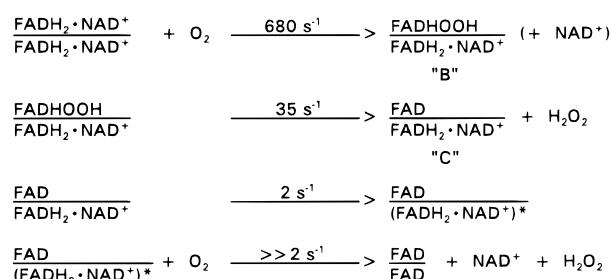 FADH₂·NAD⁺ / FADH₂·NAD⁺ + O₂ 680 s⁻¹ > FADHOOH / FADH₂·NAD⁺ (+ NAD⁺)
"B"
FADHOOH / FADH₂·NAD⁺ 35 s⁻¹ > FAD / FADH₂·NAD⁺ + H₂O₂
"C"
FAD / FADH₂·NAD⁺ 2 s⁻¹ > FAD / (FADH₂·NAD⁺)*
FAD / (FADH₂·NAD⁺)* + O₂ >>2 s⁻¹ > FAD / FAD + NAD⁺ + H₂O₂